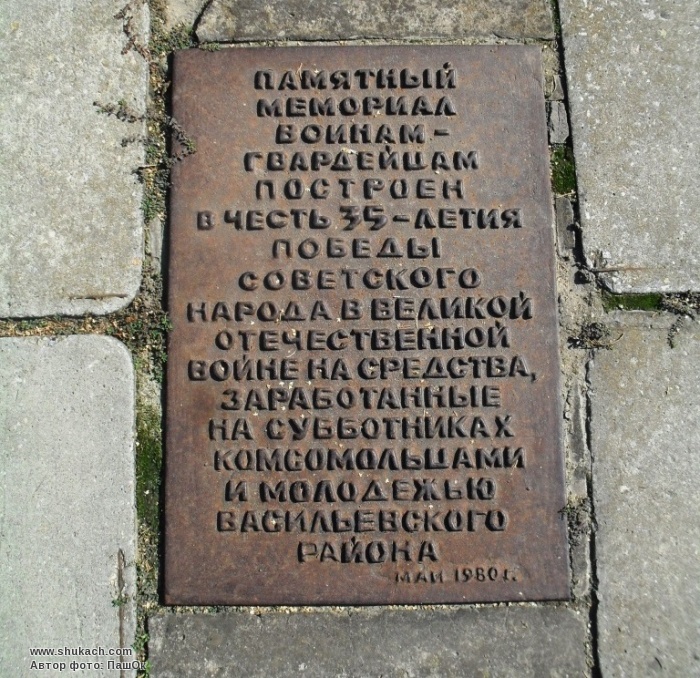 ПАМЯТНЫЙ
МЕМОРИАЛ
ВОИНАМ-
ГВАРДЕЙЦАМ
ПОСТРОЕН
В ЧЕСТЬ 35-ЛЕТИЯ
ПОБЕДЫ
СОВЕТСКОГО
НАРОДА В ВЕЛИКОЙ
ОТЕЧЕСТВЕННОЙ
ВОЙНЕ НА СРЕДСТВА,
ЗАРАБОТАННЫЕ
НА СУББОТНИКАХ
КОМСОМОЛЬЦАМИ
И МОЛОДЕЖЬЮ
ВАСИЛЬЕВСКОГО
РАЙОНА
МАЙ 1980 г.
www.shukach.com
Автор фото: ПашОк